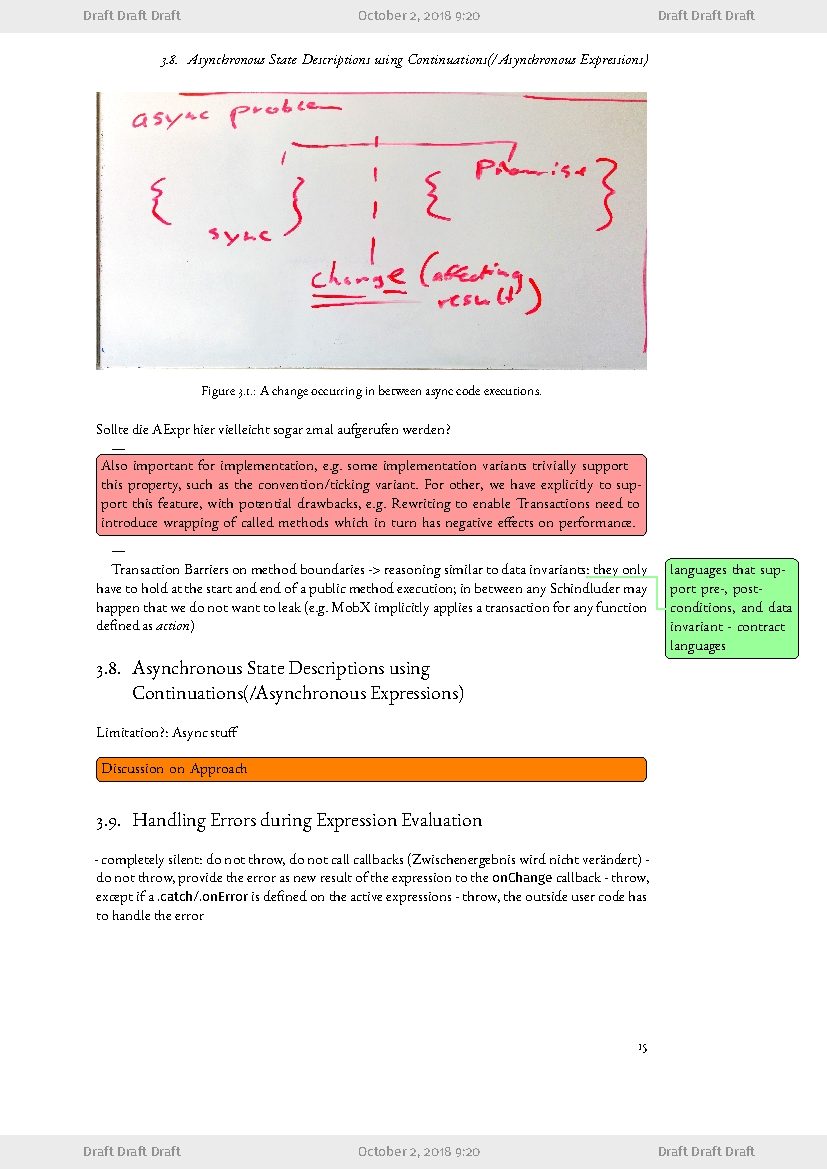 Draft Draft Draft October 2, 2018 9:20 Draft Draft Draft
3.8. Asynchronous State Descriptions using Continuations(/Asynchronous Expressions)
async problem
{ } { Promise }
sync
change (affecting
result)
Figure 3.1.: A change occurring in between async code executions.
Sollte die AExpr hier vielleicht sogar 2mal aufgerufen werden?
—
Also important for implementation, e.g. some implementation variants trivially support
this property, such as the convention/ticking variant. For other, we have explicitly to sup-
port this feature, with potential drawbacks, e.g. Rewriting to enable Transactions need to
introduce wrapping of called methods which in turn has negative effects on performance.
—
Transaction Barriers on method boundaries -> reasoning similar to data invariants: they only
have to hold at the start and end of a public method execution; in between any Schindluder may
happen that we do not want to leak (e.g. MobX implicitly applies a transaction for any function
defined as action)
languages that sup-
port pre-, post-
conditions, and data
invariant - contract
languages
3.8. Asynchronous State Descriptions using
Continuations(/Asynchronous Expressions)
Limitation?: Async stuff
Discussion on Approach
3.9. Handling Errors during Expression Evaluation
- completely silent: do not throw, do not call callbacks (Zwischenergebnis wird nicht verändert) -
do not throw, provide the error as new result of the expression to the onChange callback - throw,
except if a .catch/.onError is defined on the active expressions - throw, the outside user code has
to handle the error
15
Draft Draft Draft October 2, 2018 9:20 Draft Draft Draft